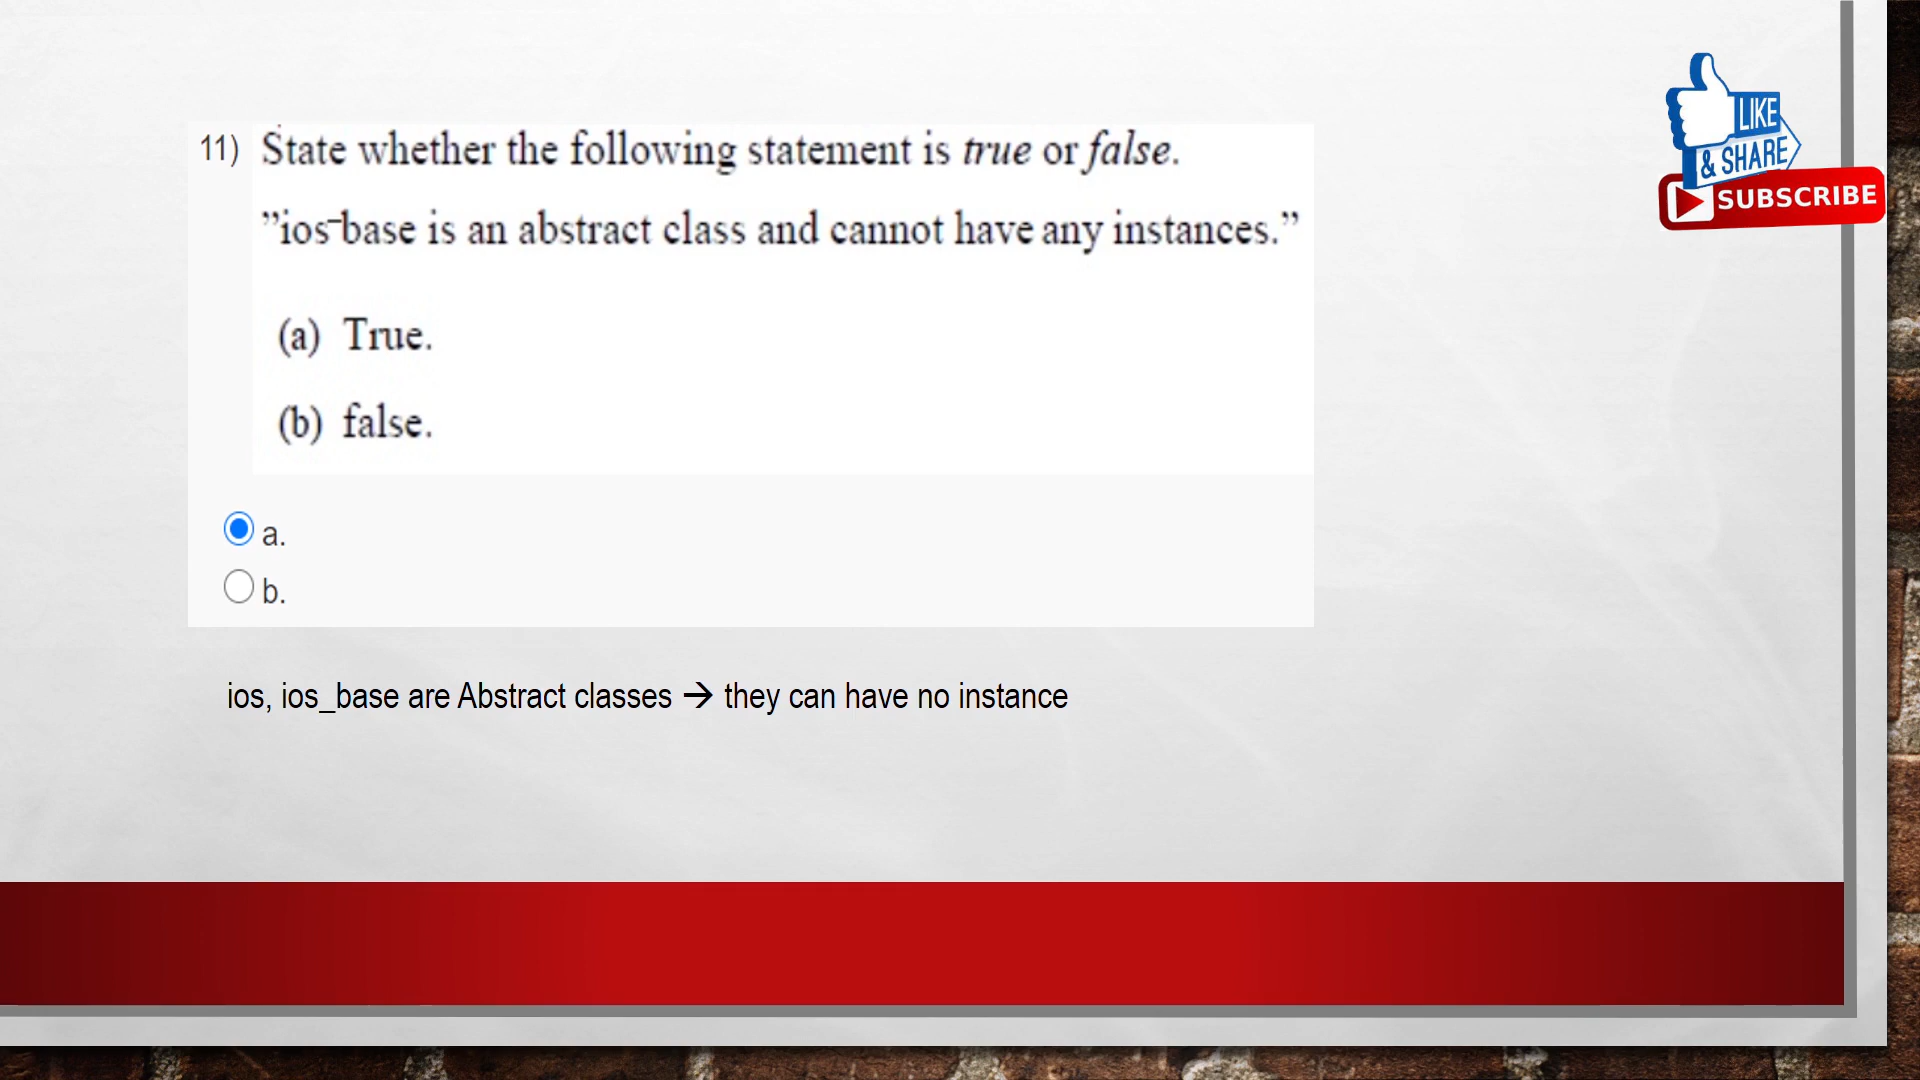 11) State whether the following statement is true or false.
”ios-base is an abstract class and cannot have any instances.”
(a) True.
(b) false.
a.
b.
ios, ios_base are Abstract classes → they can have no instance
LIKE
& SHARE
SUBSCRIBE